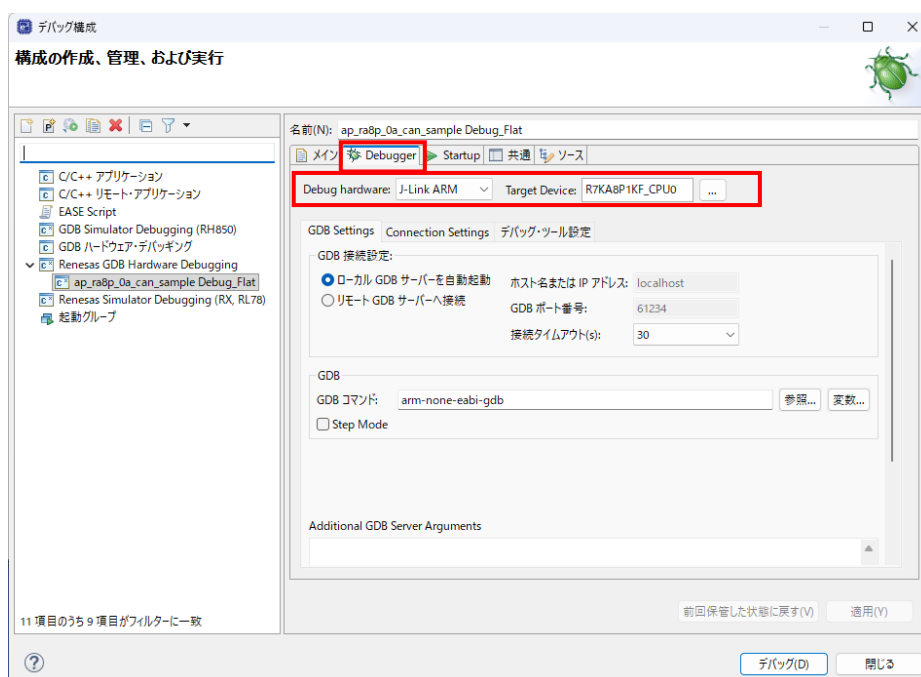 デバッグ構成
構成の作成、管理、および実行
名前(N): ap_ra8p_0a_can_sample Debug_Flat
メイン Debugger Startup 共通 ソース
Debug hardware: J-Link ARM Target Device: R7KA8P1KF_CPU0 ...
C/C++ アプリケーション
C/C++ リモート・アプリケーション
EASE Script
GDB Simulator Debugging (RH850)
GDB ハードウェア・デバッギング
Renesas GDB Hardware Debugging
ap_ra8p_0a_can_sample Debug_Flat
Renesas Simulator Debugging (RX, RL78)
起動グループ
GDB Settings Connection Settings デバッグ・ツール設定
GDB 接続設定:
ローカル GDB サーバーを自動起動 ホスト名または IP アドレス: localhost
リモート GDB サーバーへ接続 GDB ポート番号: 61234
接続タイムアウト(s): 30
GDB
GDB コマンド: arm-none-eabi-gdb 参照... 変数...
Step Mode
Additional GDB Server Arguments
前回保管した状態に戻す(V) 適用(Y)
11 項目のうち 9 項目がフィルターに一致
デバッグ(D) 閉じる